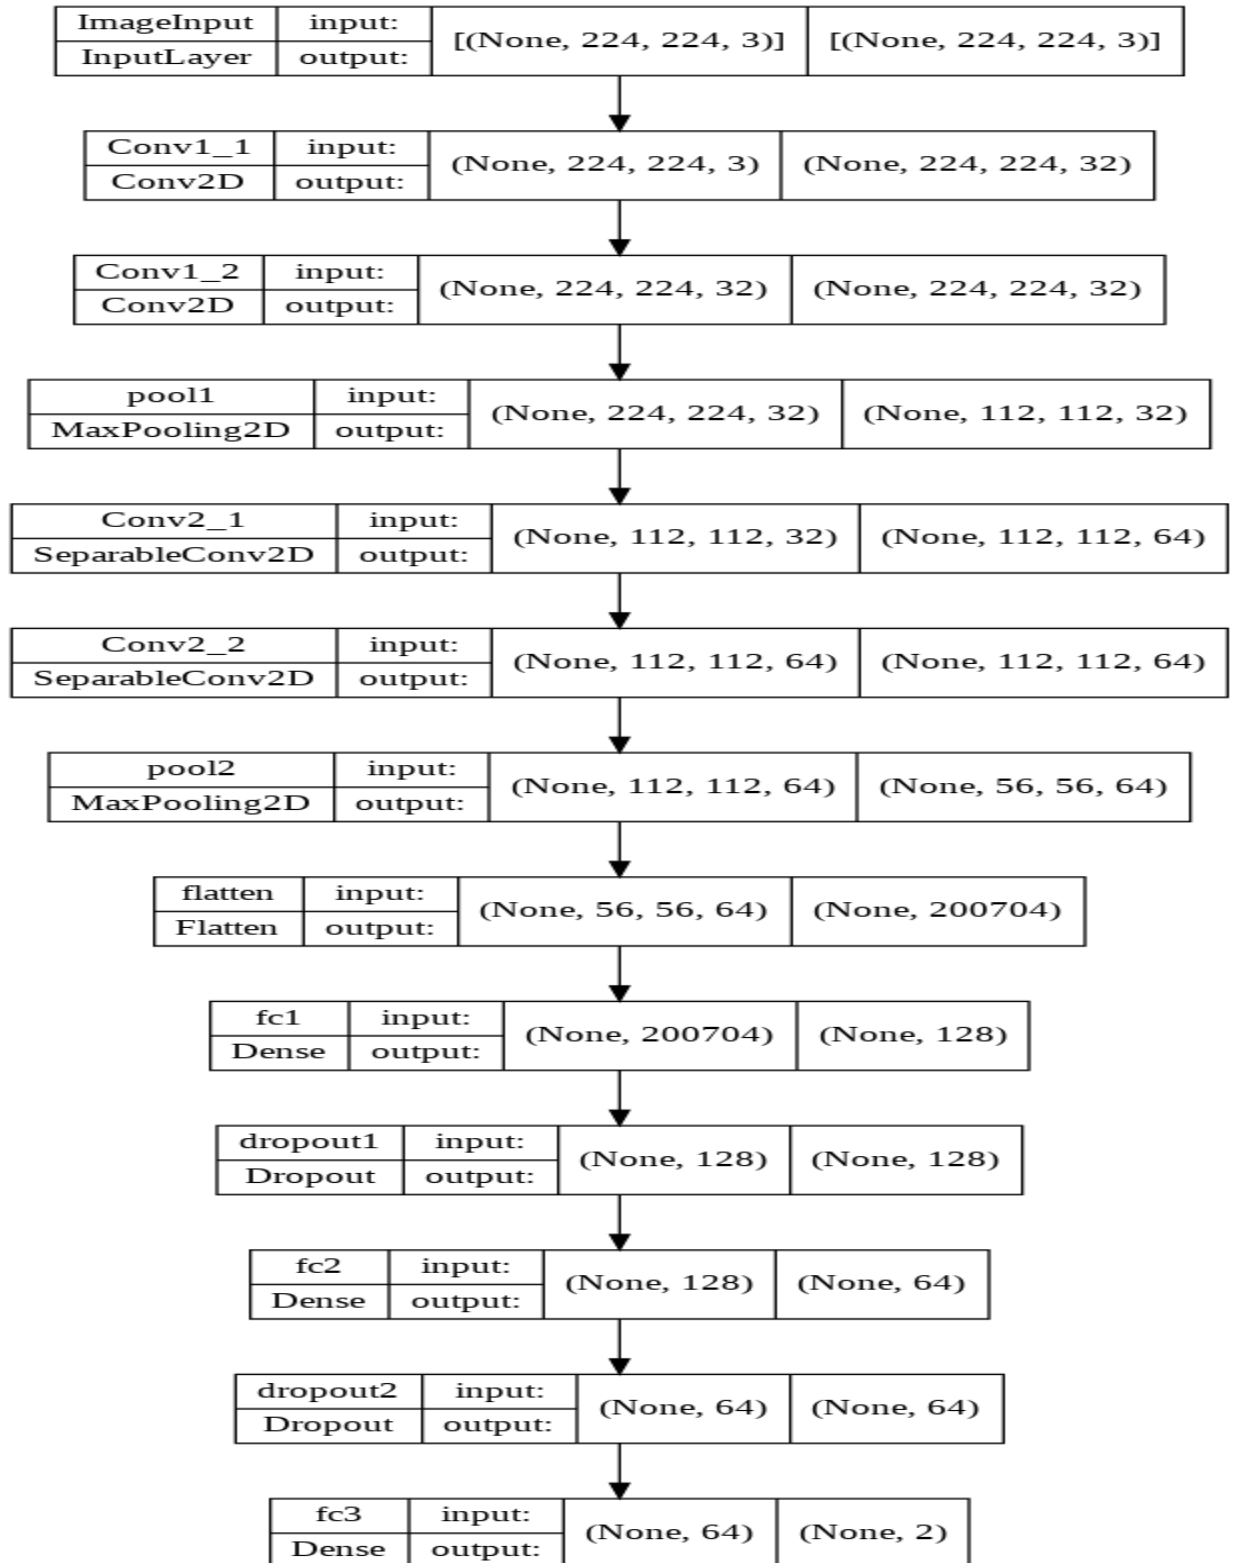 ImageInput input: [(None, 224, 224, 3)] [(None, 224, 224, 3)]
InputLayer output:
Conv1_1 input: (None, 224, 224, 3) (None, 224, 224, 32)
Conv2D output:
Conv1_2 input: (None, 224, 224, 32) (None, 224, 224, 32)
Conv2D output:
pool1 input: (None, 224, 224, 32) (None, 112, 112, 32)
MaxPooling2D output:
Conv2_1 input: (None, 112, 112, 32) (None, 112, 112, 64)
SeparableConv2D output:
Conv2_2 input: (None, 112, 112, 64) (None, 112, 112, 64)
SeparableConv2D output:
pool2 input: (None, 112, 112, 64) (None, 56, 56, 64)
MaxPooling2D output:
flatten input: (None, 56, 56, 64) (None, 200704)
Flatten output:
fc1 input: (None, 200704) (None, 128)
Dense output:
dropout1 input: (None, 128) (None, 128)
Dropout output:
fc2 input: (None, 128) (None, 64)
Dense output:
dropout2 input: (None, 64) (None, 64)
Dropout output:
fc3 input: (None, 64) (None, 2)
Dense output: